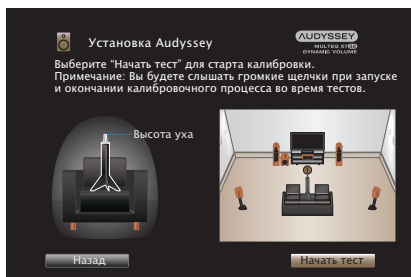 Установка Audyssey
AUDYSSEY
MULTEQ XT32
DYNAMIC VOLUME
Выберите "Начать тест" для старта калибровки.
Примечание: Вы будете слышать громкие щелчки при запуске
и окончании калибровочного процесса во время тестов.
Высота уха
Назад
Начать тест